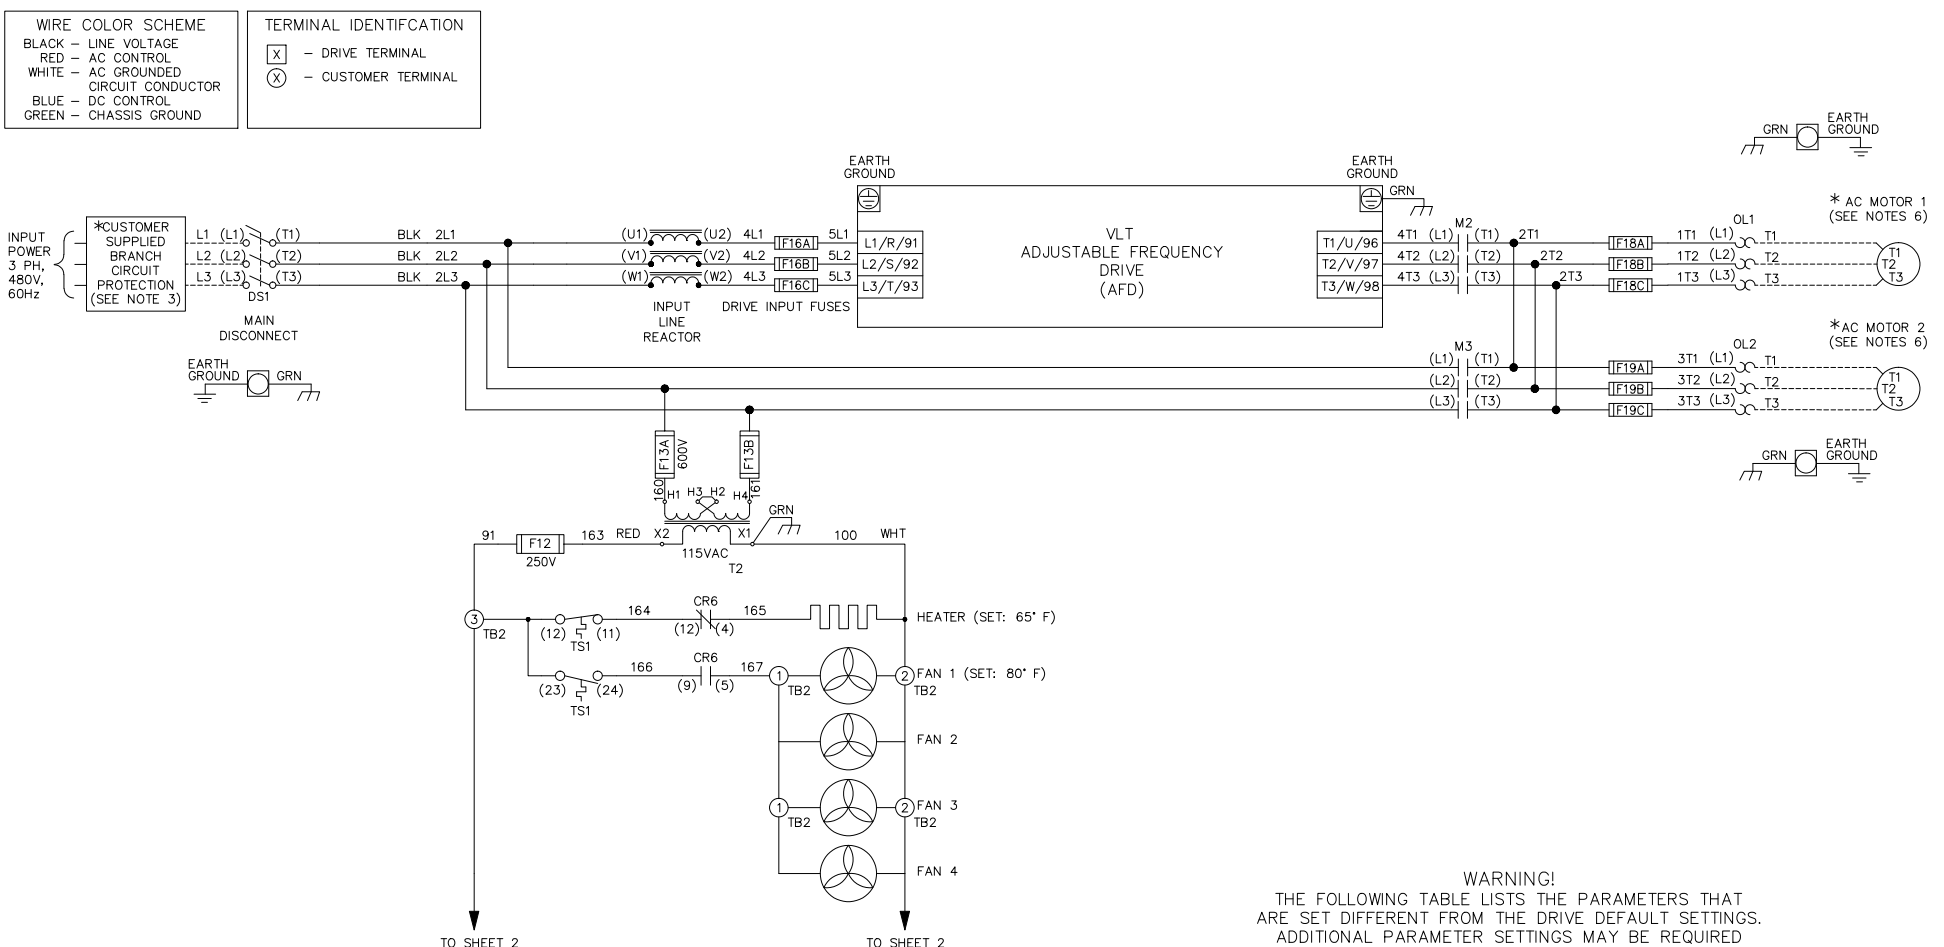 WIRE COLOR SCHEME
BLACK – LINE VOLTAGE
RED – AC CONTROL
WHITE – AC GROUNDED
CIRCUIT CONDUCTOR
BLUE – DC CONTROL
GREEN – CHASSIS GROUND
TERMINAL IDENTIFCATION
X – DRIVE TERMINAL
X – CUSTOMER TERMINAL
GRN
EARTH
GROUND
INPUT
POWER
3 PH,
480V,
60Hz
*CUSTOMER
SUPPLIED
BRANCH
CIRCUIT
PROTECTION
(SEE NOTE 3)
L1 (L1) (T1) BLK 2L1 (U1) (U2) 4L1 F16A 5L1
L2 (L2) (T2) BLK 2L2 (V1) (V2) 4L2 F16B 5L2
L3 (L3) (T3) BLK 2L3 (W1) (W2) 4L3 F16C 5L3
DS1
MAIN
DISCONNECT
INPUT
LINE
REACTOR
DRIVE INPUT FUSES
EARTH
GROUND
L1/R/91
L2/S/92
L3/T/93
VLT
ADJUSTABLE FREQUENCY
DRIVE
(AFD)
EARTH
GROUND
GRN
T1/U/96
T2/V/97
T3/W/98
M2
4T1 (L1) (T1) 2T1 F18A 1T1 (L1) T1
4T2 (L2) (T2) 2T2 F18B 1T2 (L2) T2
4T3 (L3) (T3) 2T3 F18C 1T3 (L3) T3
OL1
* AC MOTOR 1
(SEE NOTES 6)
T1
T2
T3
EARTH
GROUND
GRN
M3
(L1) (T1) F19A 3T1 (L1) T1
(L2) (T2) F19B 3T2 (L2) T2
(L3) (T3) F19C 3T3 (L3) T3
OL2
*AC MOTOR 2
(SEE NOTES 6)
T1
T2
T3
GRN
EARTH
GROUND
F13A
600V
F13B
160
161
H1 H3 H2 H4
GRN
91 F12 163 RED X2 X1 100 WHT
250V
115VAC
T2
3
TB2
(12) (11)
TS1
164
CR6
(12) (4)
165
HEATER (SET: 65° F)
(23) (24)
TS1
166
CR6
(9) (5)
167
1
TB2
2
TB2
FAN 1 (SET: 80° F)
FAN 2
1
TB2
2
TB2
FAN 3
FAN 4
TO SHEET 2
TO SHEET 2
WARNING!
THE FOLLOWING TABLE LISTS THE PARAMETERS THAT
ARE SET DIFFERENT FROM THE DRIVE DEFAULT SETTINGS.
ADDITIONAL PARAMETER SETTINGS MAY BE REQUIRED